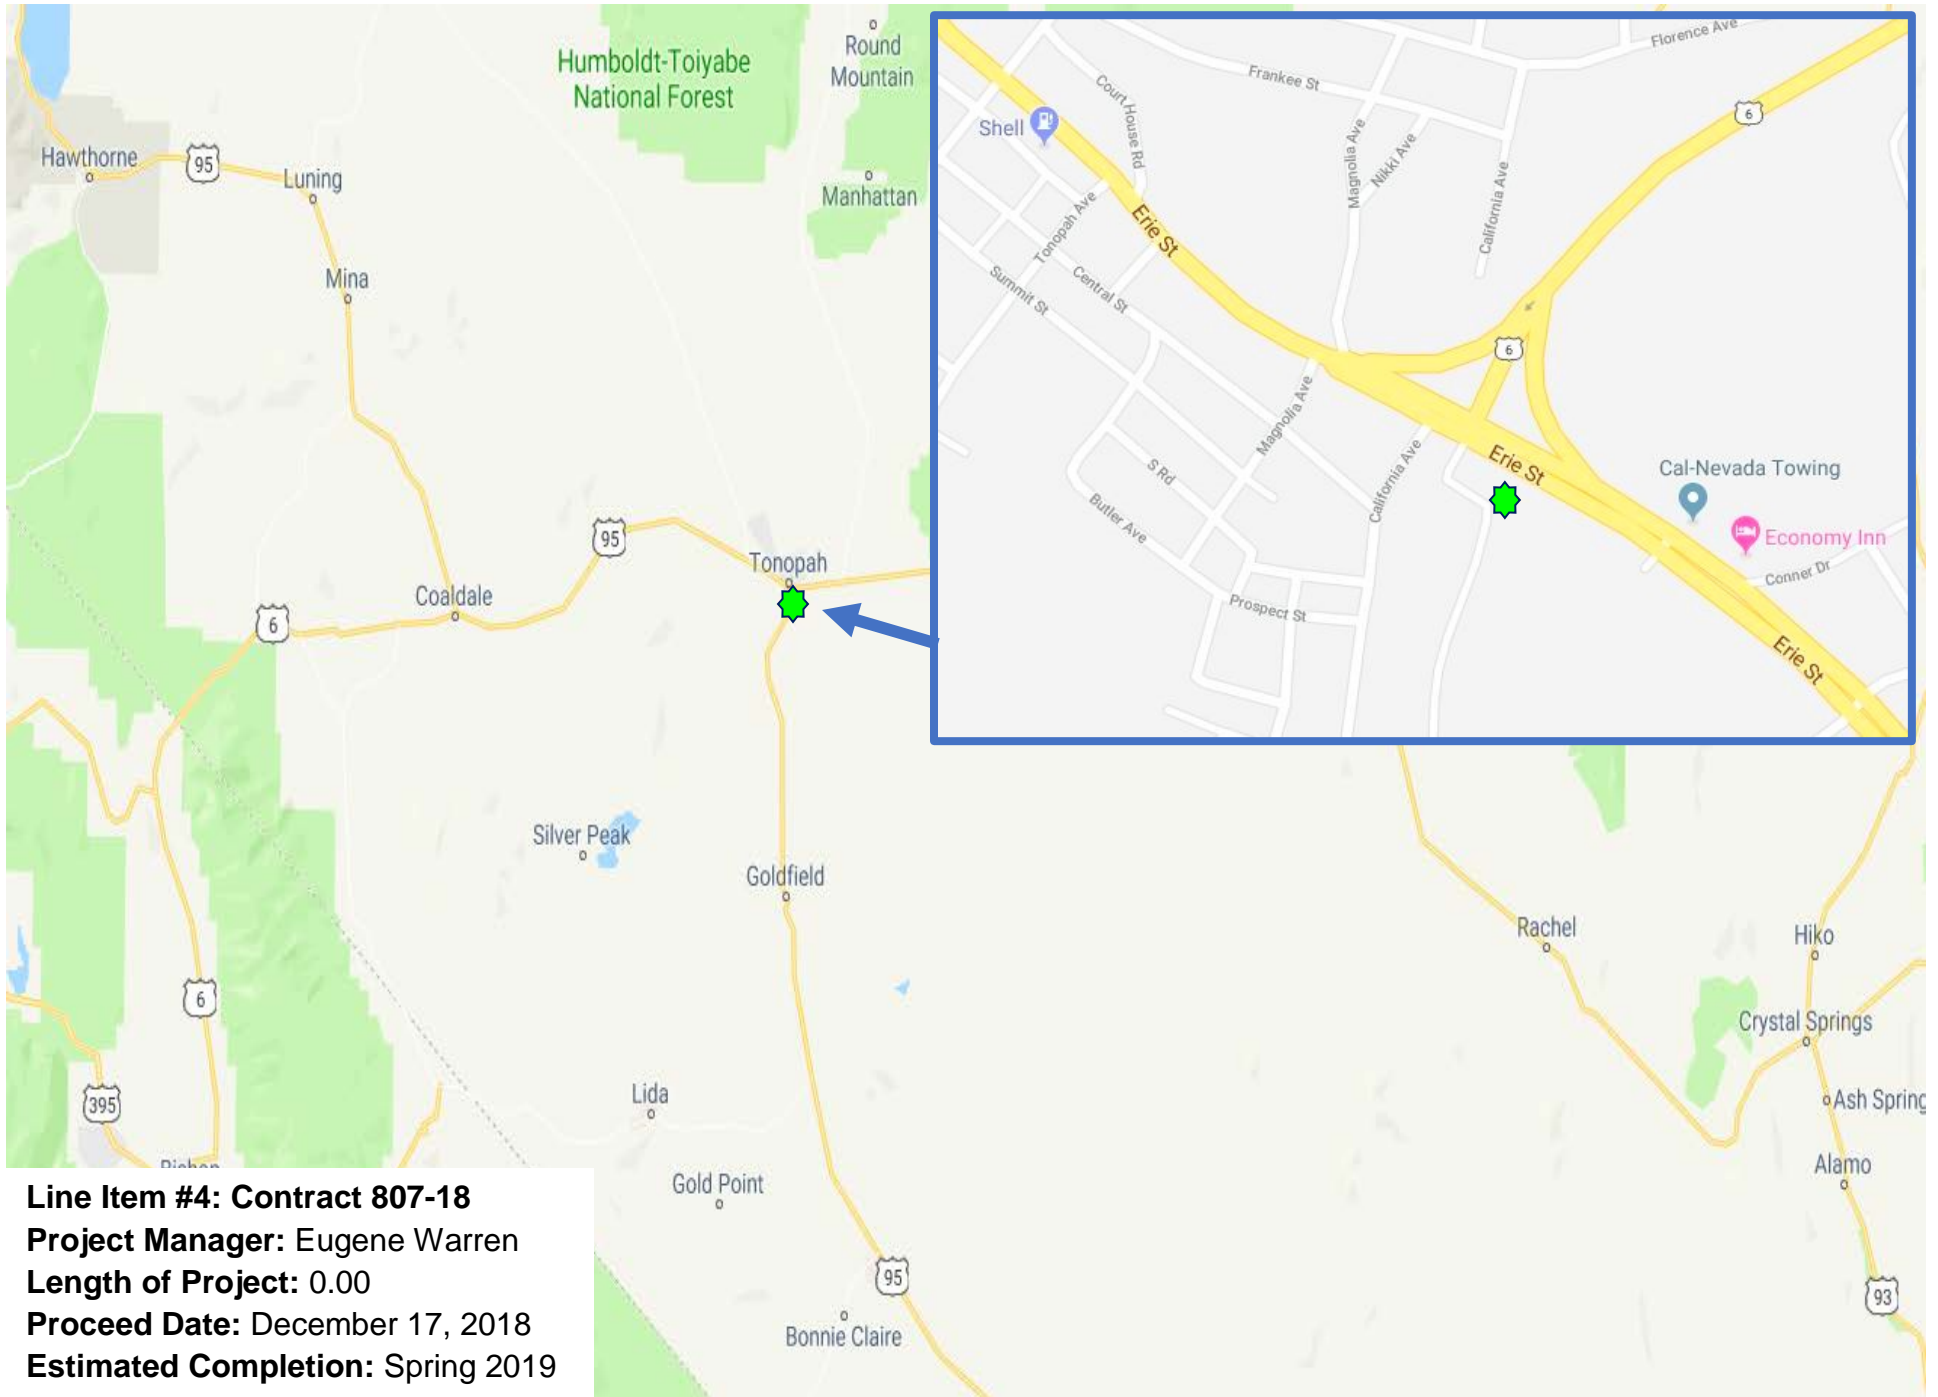 Humboldt-Toiyabe
National Forest
Round
Mountain
Manhattan
Hawthorne
95
Luning
Mina
95
Tonopah
Coaldale
6
Silver Peak
Goldfield
6
395
Lida
Gold Point
95
Bonnie Claire
Rachel
Hiko
Crystal Springs
Ash Spring
Alamo
93
Florence Ave
Frankee St
Court House Rd
Shell
6
Magnolia Ave
Nikki Ave
California Ave
Tonopah Ave
Erie St
Summit St
Central St
6
Magnolia Ave
S Rd
California Ave
Erie St
Cal-Nevada Towing
Butler Ave
Economy Inn
Conner Dr
Prospect St
Erie St
Line Item #4: Contract 807-18
Project Manager: Eugene Warren
Length of Project: 0.00
Proceed Date: December 17, 2018
Estimated Completion: Spring 2019